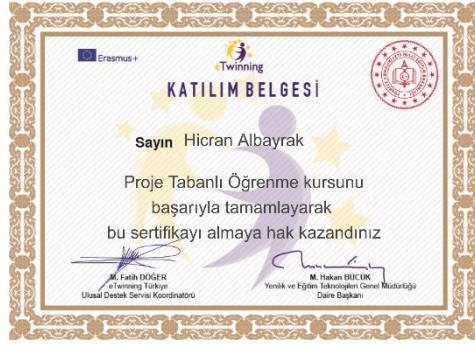 Erasmus+
eTwinning
KATILIM BELGESİ
Sayın Hicran Albayrak
Proje Tabanlı Öğrenme kursunu
başarıyla tamamlayarak
bu sertifikayı almaya hak kazandınız
M. Fatih DÖĞER
eTwinning Türkiye
Ulusal Destek Servisi Koordinatörü
M. Hakan BÜCÜK
Yenilik ve Eğitim Teknolojileri Genel Müdürlüğü
Daire Başkanı